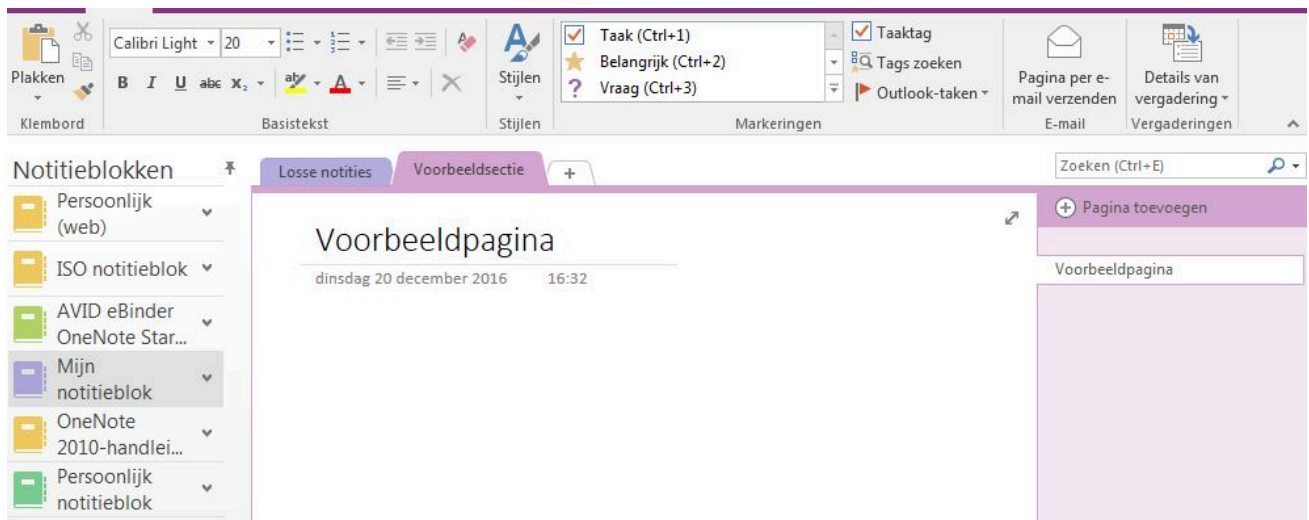 Calibri Light 20
Plakken
B I U abc X₂ aby A
Stijlen
Taak (Ctrl+1)
Belangrijk (Ctrl+2)
? Vraag (Ctrl+3)
Taaktag
Tags zoeken
Outlook-taken
Pagina per e-
mail verzenden
Details van
vergadering
Klembord
Basistekst
Stijlen
Markeringen
E-mail
Vergaderingen
Notitieblokken
Losse notities
Voorbeeldsectie
+
Zoeken (Ctrl+E)
Persoonlijk
(web)
ISO notitieblok
AVID eBinder
OneNote Star...
Mijn
notitieblok
OneNote
2010-handlei...
Persoonlijk
notitieblok
Voorbeeldpagina
dinsdag 20 december 2016 16:32
Pagina toevoegen
Voorbeeldpagina